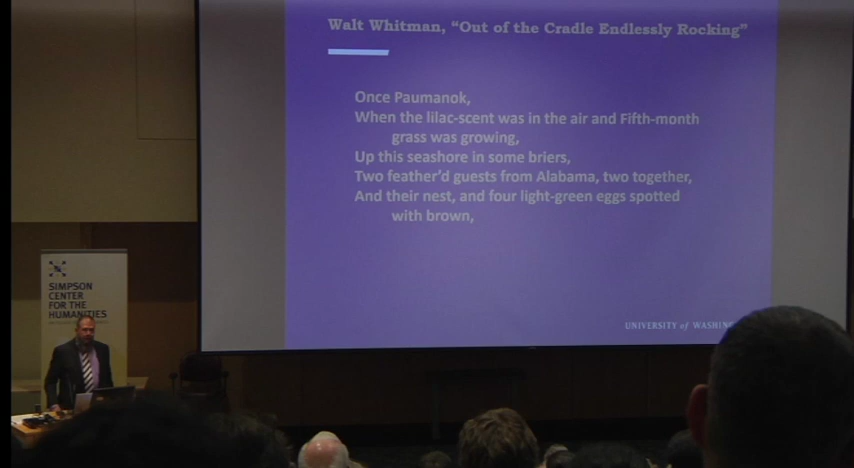 Walt Whitman, “Out of the Cradle Endlessly Rocking”
Once Paumanok,
When the lilac-scent was in the air and Fifth-month
grass was growing,
Up this seashore in some briers,
Two feather’d guests from Alabama, two together,
And their nest, and four light-green eggs spotted
with brown,
UNIVERSITY of WASHIN
SIMPSON
CENTER
FOR THE
HUMANITIES